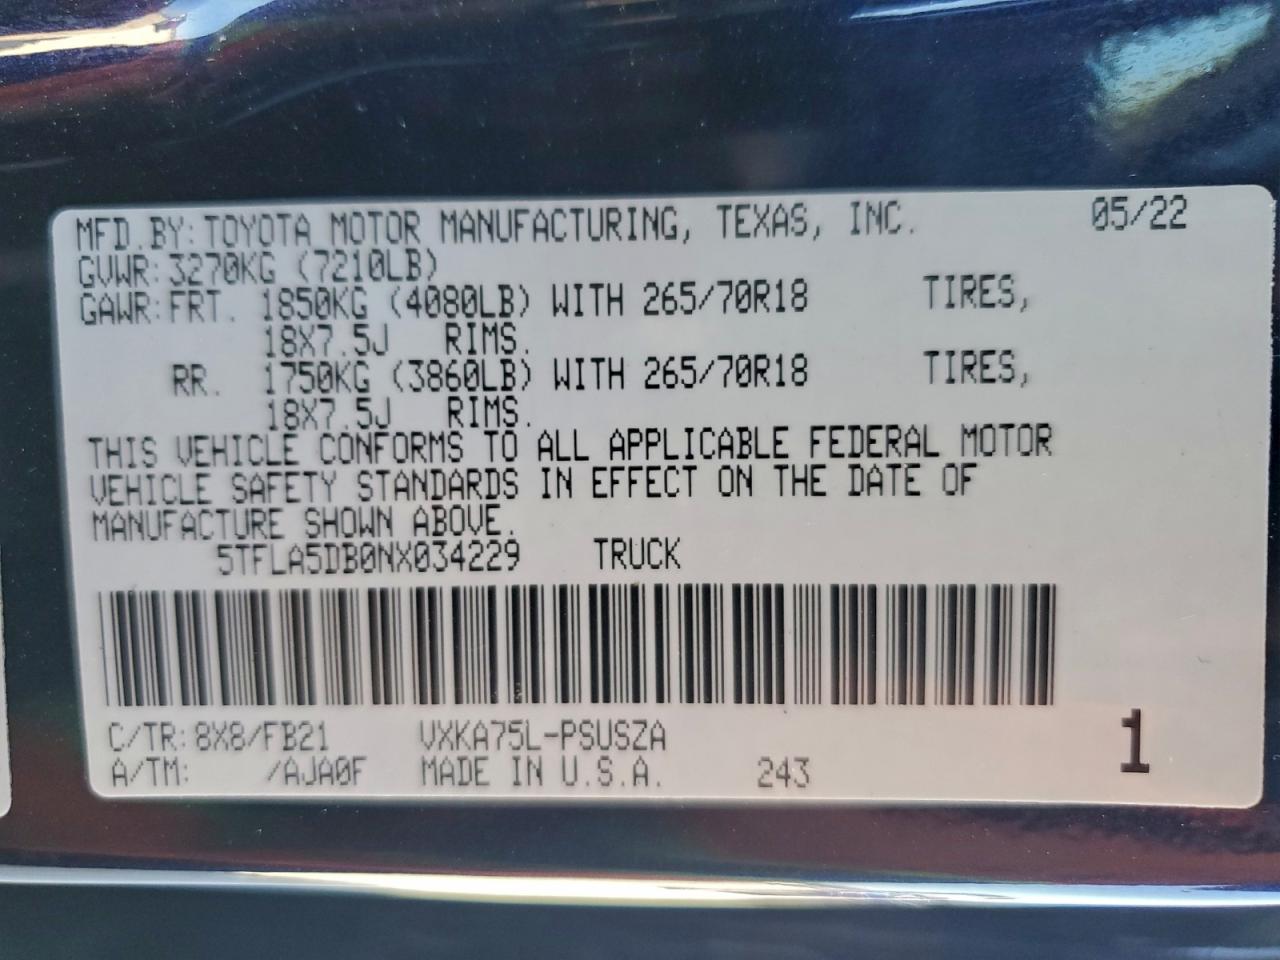 MFD.BY: TOYOTA MOTOR MANUFACTURING, TEXAS, INC. 05/22
GVWR: 3270KG (7210LB)
GAWR: FRT. 1850KG (4080LB) WITH 265/70R18 TIRES,
18X7.5J RIMS.
RR. 1750KG (3860LB) WITH 265/70R18 TIRES,
18X7.5J RIMS.
THIS VEHICLE CONFORMS TO ALL APPLICABLE FEDERAL MOTOR
VEHICLE SAFETY STANDARDS IN EFFECT ON THE DATE OF
MANUFACTURE SHOWN ABOVE.
5TFLA5DB0NX034229 TRUCK
C/TR: 8X8/FB21 VXKA75L-PSUSZA 1
A/TM: /AJA0F MADE IN U.S.A. 243